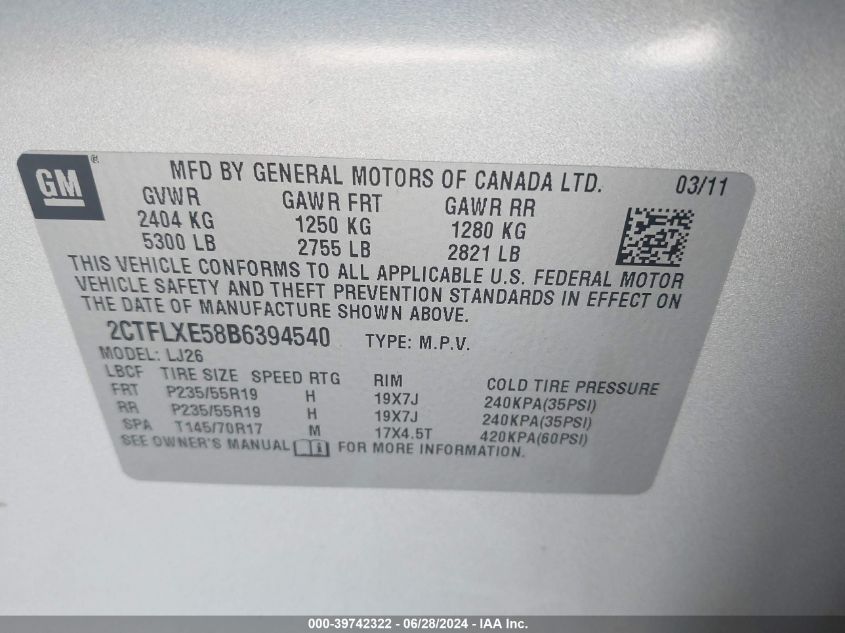 GM ® MFD BY GENERAL MOTORS OF CANADA LTD. 03/11
GVWR GAWR FRT GAWR RR
2404 KG 1250 KG 1280 KG
5300 LB 2755 LB 2821 LB
THIS VEHICLE CONFORMS TO ALL APPLICABLE U.S. FEDERAL MOTOR
VEHICLE SAFETY AND THEFT PREVENTION STANDARDS IN EFFECT ON
THE DATE OF MANUFACTURE SHOWN ABOVE.
2CTFLXE58B6394540 TYPE: M.P.V.
MODEL: LJ26
LBCF TIRE SIZE SPEED RTG RIM COLD TIRE PRESSURE
FRT P235/55R19 H 19X7J 240KPA(35PSI)
RR P235/55R19 H 19X7J 240KPA(35PSI)
SPA T145/70R17 M 17X4.5T 420KPA(60PSI)
SEE OWNER'S MANUAL FOR MORE INFORMATION.
000-39742322 / 06/28/2024 - IAA Inc.